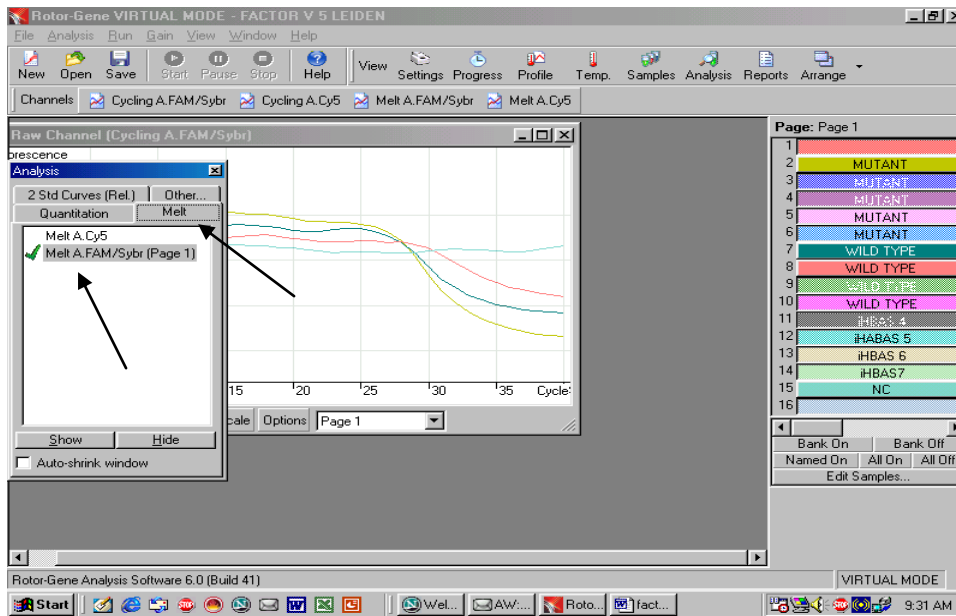 Rotor-Gene VIRTUAL MODE - FACTOR V 5 LEIDEN
File Analysis Run Gain View Window Help
New Open Save Start Pause Stop Help View Settings Progress Profile Temp. Samples Analysis Reports Arrange
Channels Cycling A.FAM/Sybr Cycling A.Cy5 Melt A.FAM/Sybr Melt A.Cy5
Raw Channel (Cycling A.FAM/Sybr)
prescence
Analysis
2 Std Curves (Rel.) Other...
Quantitation Melt
Melt A.Cy5
Melt A.FAM/Sybr (Page 1)
Show Hide
Auto-shrink window
15 20 25 30 35 Cycle
cale Options Page 1
Page: Page 1
1
2 MUTANT
3 MUTANT
4 MUTANT
5 MUTANT
6 MUTANT
7 WILD TYPE
8 WILD TYPE
9 WILD TYPE
10 WILD TYPE
11 iHBAS 4
12 iHABAS 5
13 iHBAS 6
14 iHBAS7
15 NC
16
Bank On Bank Off
Named On All On All Off
Edit Samples...
Rotor-Gene Analysis Software 6.0 (Build 41) VIRTUAL MODE
Start Wel... AW:... Roto... fact... 9:31 AM